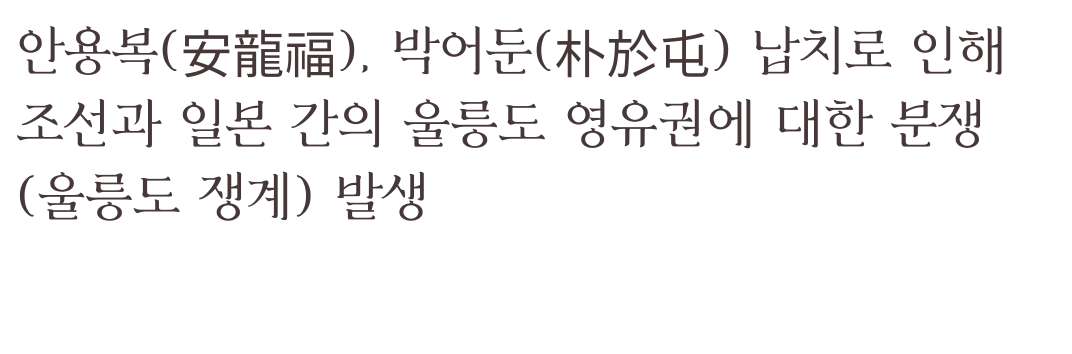 안용복(安龍福), 박어둔(朴於屯) 납치로 인해
조선과 일본 간의 울릉도 영유권에 대한 분쟁
(울릉도 쟁계) 발생